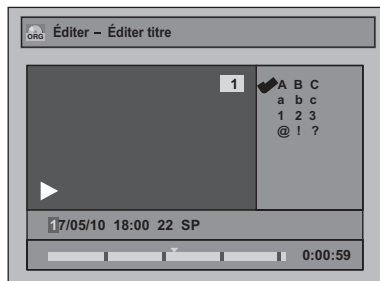 ORG Éditer – Éditer titre
1
A B C
a b c
1 2 3
@ ! ?
17/05/10 18:00 22 SP
0:00:59